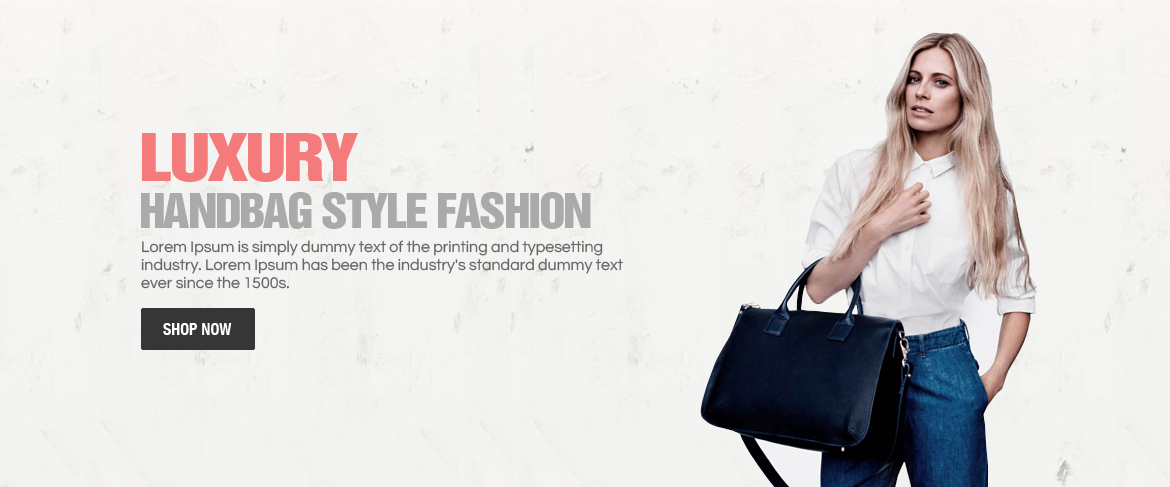 LUXURY
HANDBAG STYLE FASHION
Lorem Ipsum is simply dummy text of the printing and typesetting
industry. Lorem Ipsum has been the industry's standard dummy text
ever since the 1500s.
SHOP NOW